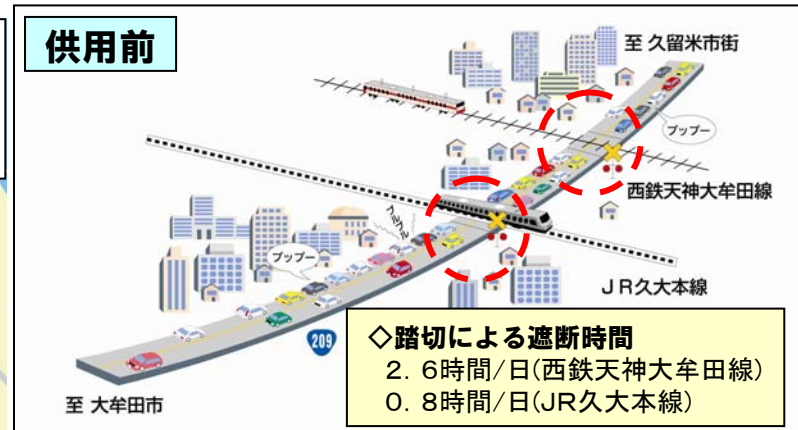 供用前
至 久留米市街
プップー
西鉄天神大牟田線
ブルブル
プップー
JR久大本線
209
◇踏切による遮断時間
2.6時間/日(西鉄天神大牟田線)
0.8時間/日(JR久大本線)
至 大牟田市